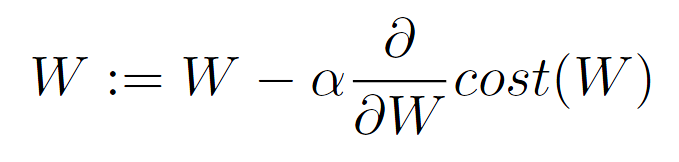 W := W − α ∂/∂W cost(W)